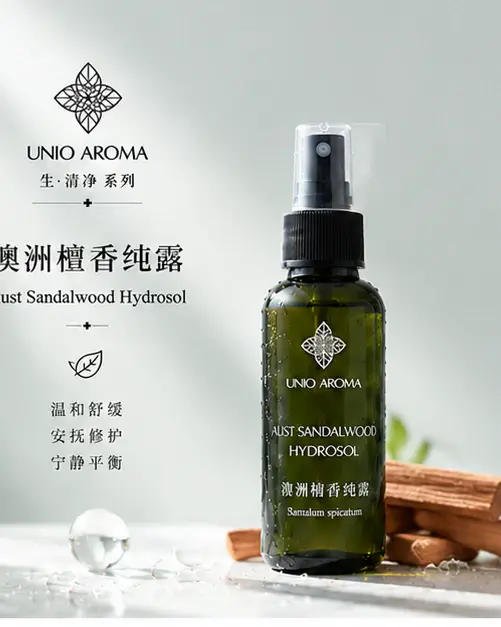 UNIO AROMA
生·清净 系列
澳洲檀香纯露
ust Sandalwood Hydrosol
温和舒缓
安抚修护
宁静平衡
UNIO AROMA
AUST SANDALWOOD
HYDROSOL
澳洲檀香纯露
Santalum spicatum